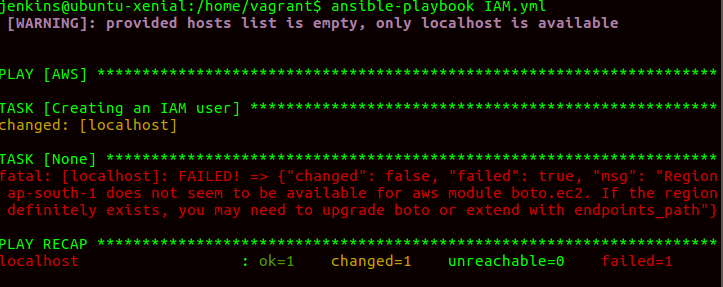 jenkins@ubuntu-xenial:/home/vagrant$ ansible-playbook IAM.yml
[WARNING]: provided hosts list is empty, only localhost is available
PLAY [AWS] *********************************************************************
TASK [Creating an IAM user] ****************************************************
changed: [localhost]
TASK [None] ********************************************************************
fatal: [localhost]: FAILED! => {"changed": false, "failed": true, "msg": "Region
ap-south-1 does not seem to be available for aws module boto.ec2. If the region
definitely exists, you may need to upgrade boto or extend with endpoints_path"}
PLAY RECAP *********************************************************************
localhost : ok=1 changed=1 unreachable=0 failed=1